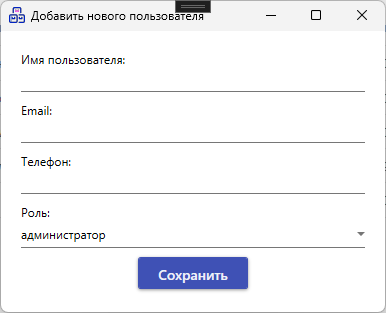 Добавить нового пользователя
Имя пользователя:
Email:
Телефон:
Роль:
администратор
Сохранить